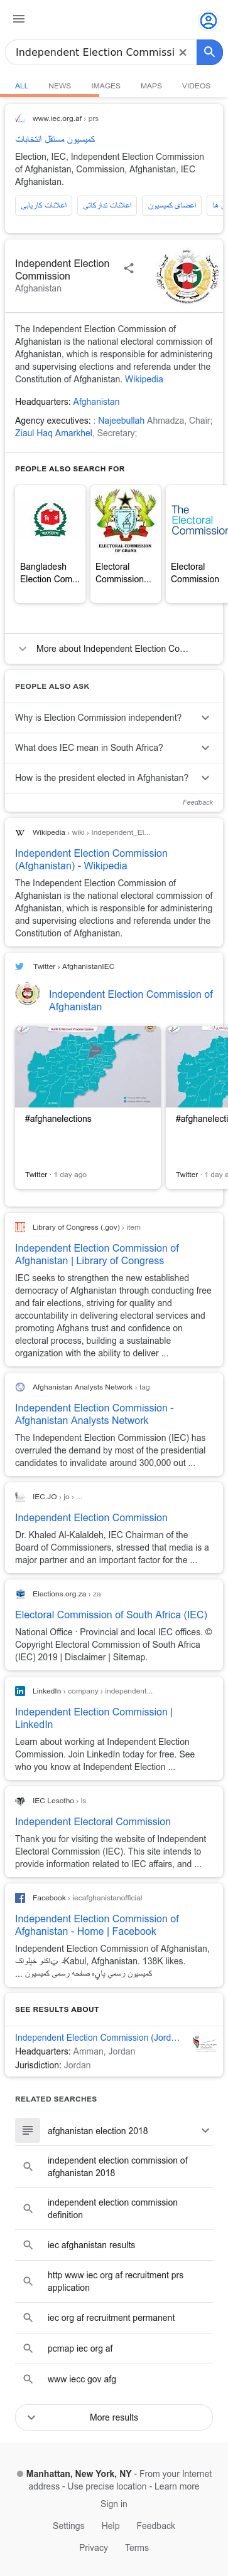 Independent Election Commissi
ALL NEWS IMAGES MAPS VIDEOS
www.iec.org.af › prs
کمیسیون مستقل انتخابات
Election, IEC, Independent Election Commission
of Afghanistan, Commission, Afghanistan, IEC
Afghanistan.
اعلانات کاریابی اعلانات تدارکاتی اعضای کمیسیون
Independent Election
Commission
Afghanistan
The Independent Election Commission of
Afghanistan is the national electoral commission
of Afghanistan, which is responsible for administering
and supervising elections and referenda under the
Constitution of Afghanistan. Wikipedia
Headquarters: Afghanistan
Agency executives: : Najeebullah Ahmadza, Chair;
Ziaul Haq Amarkhel, Secretary;
PEOPLE ALSO SEARCH FOR
ELECTORAL COMMISSION
OF GHANA
The
Electoral
Commission
Bangladesh
Election Com...
Electoral
Commission...
Electoral
Commission
More about Independent Election Co...
PEOPLE ALSO ASK
Why is Election Commission independent?
What does IEC mean in South Africa?
How is the president elected in Afghanistan?
Feedback
Wikipedia › wiki › Independent_El...
Independent Election Commission
(Afghanistan) - Wikipedia
The Independent Election Commission of
Afghanistan is the national electoral commission of
Afghanistan, which is responsible for administering
and supervising elections and referenda under the
Constitution of Afghanistan.
Twitter › AfghanistanIEC
Independent Election Commission of
Afghanistan
#afghanelections
#afghanelecti
Twitter · 1 day ago
Twitter · 1 day a
Library of Congress (.gov) › item
Independent Election Commission of
Afghanistan | Library of Congress
IEC seeks to strengthen the new established
democracy of Afghanistan through conducting free
and fair elections, striving for quality and
accountability in delivering electoral services and
promoting Afghans trust and confidence on
electoral process, building a sustainable
organization with the ability to deliver ...
Afghanistan Analysts Network › tag
Independent Election Commission -
Afghanistan Analysts Network
The Independent Election Commission (IEC) has
overruled the demand by most of the presidential
candidates to invalidate around 300,000 out ...
IEC.JO › jo › ...
Independent Election Commission
Dr. Khaled Al-Kalaldeh, IEC Chairman of the
Board of Commissioners, stressed that media is a
major partner and an important factor for the ...
Elections.org.za › za
Electoral Commission of South Africa (IEC)
National Office · Provincial and local IEC offices. ©
Copyright Electoral Commission of South Africa
(IEC) 2019 | Disclaimer | Sitemap.
LinkedIn › company › independent...
Independent Election Commission |
LinkedIn
Learn about working at Independent Election
Commission. Join LinkedIn today for free. See
who you know at Independent Election ...
IEC Lesotho › ls
Independent Electoral Commission
Thank you for visiting the website of Independent
Electoral Commission (IEC). This site intends to
provide information related to IEC affairs, and ...
Facebook › iecafghanistanofficial
Independent Election Commission of
Afghanistan - Home | Facebook
Independent Election Commission of Afghanistan,
Kabul, Afghanistan. 138K likes. د ټاکنو خپلواک
کمیسیون رسمي پاڼه صفحه رسمی کمیسیون ...
SEE RESULTS ABOUT
Independent Election Commission (Jord...
Headquarters: Amman, Jordan
Jurisdiction: Jordan
RELATED SEARCHES
afghanistan election 2018
independent election commission of
afghanistan 2018
independent election commission
definition
iec afghanistan results
http www iec org af recruitment prs
application
iec org af recruitment permanent
pcmap iec org af
www iecc gov afg
More results
Manhattan, New York, NY - From your Internet
address - Use precise location - Learn more
Sign in
Settings Help Feedback
Privacy Terms